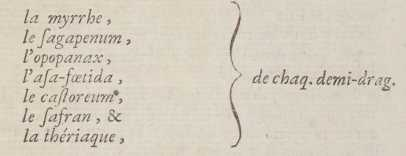 la myrrhe,
le ſagapenum,
l'opopanax,
l'aſa-fœtida,
le caſtoreum*,
le ſafran, &
la thériaque,
de chaq. demi-drag.